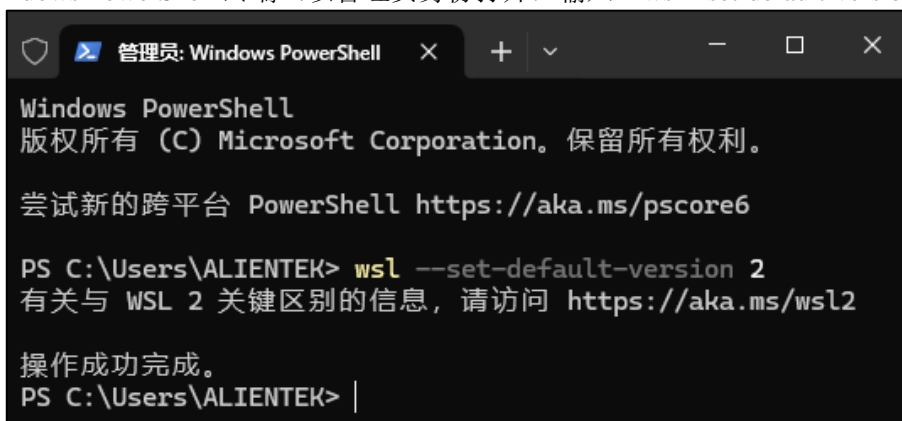 管理员: Windows PowerShell
Windows PowerShell
版权所有 (C) Microsoft Corporation。保留所有权利。
尝试新的跨平台 PowerShell https://aka.ms/pscore6
PS C:\Users\ALIENTEK> wsl --set-default-version 2
有关与 WSL 2 关键区别的信息，请访问 https://aka.ms/wsl2
操作成功完成。
PS C:\Users\ALIENTEK>